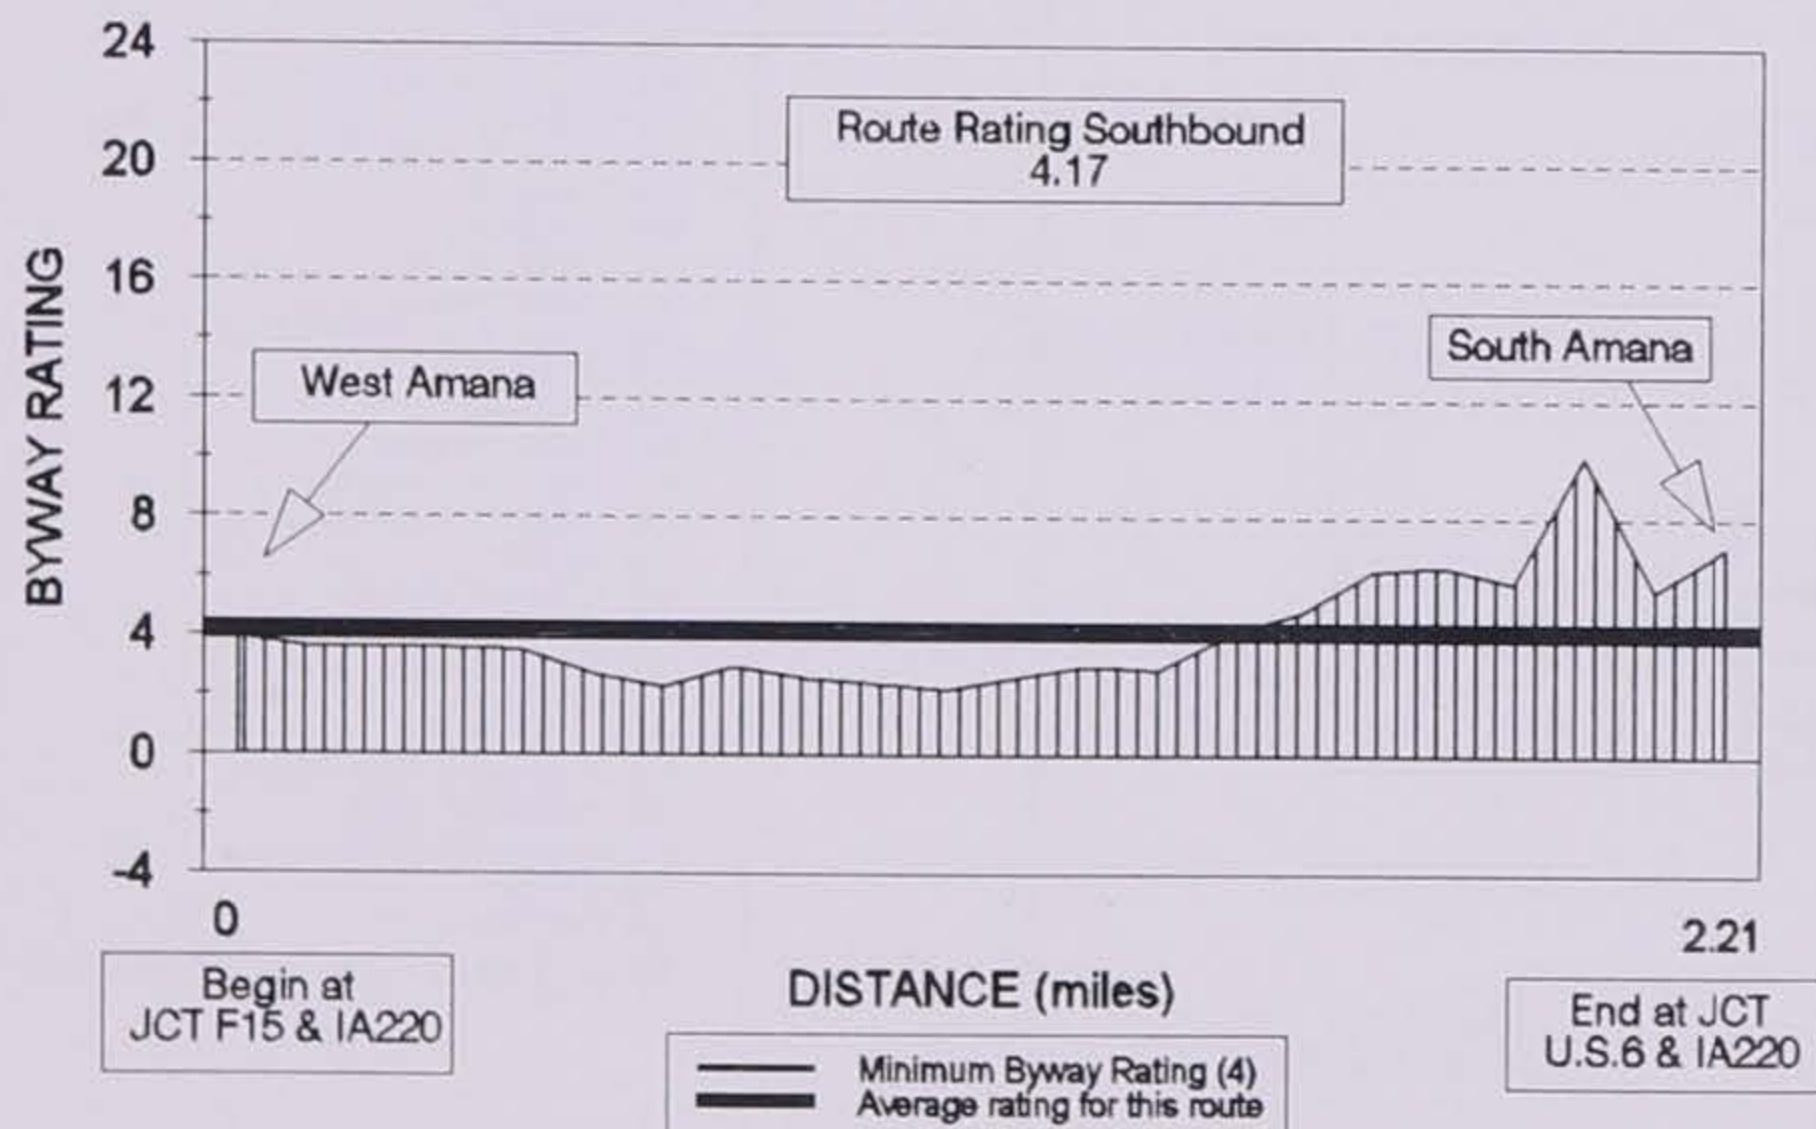 24
Route Rating Southbound
4.17
20
16
South Amana
West Amana
12
8
4
0
-4
BYWAY RATING
0
2.21
Begin at
JCT F15 & IA220
DISTANCE (miles)
End at JCT
U.S.6 & IA220
Minimum Byway Rating (4)
Average rating for this route